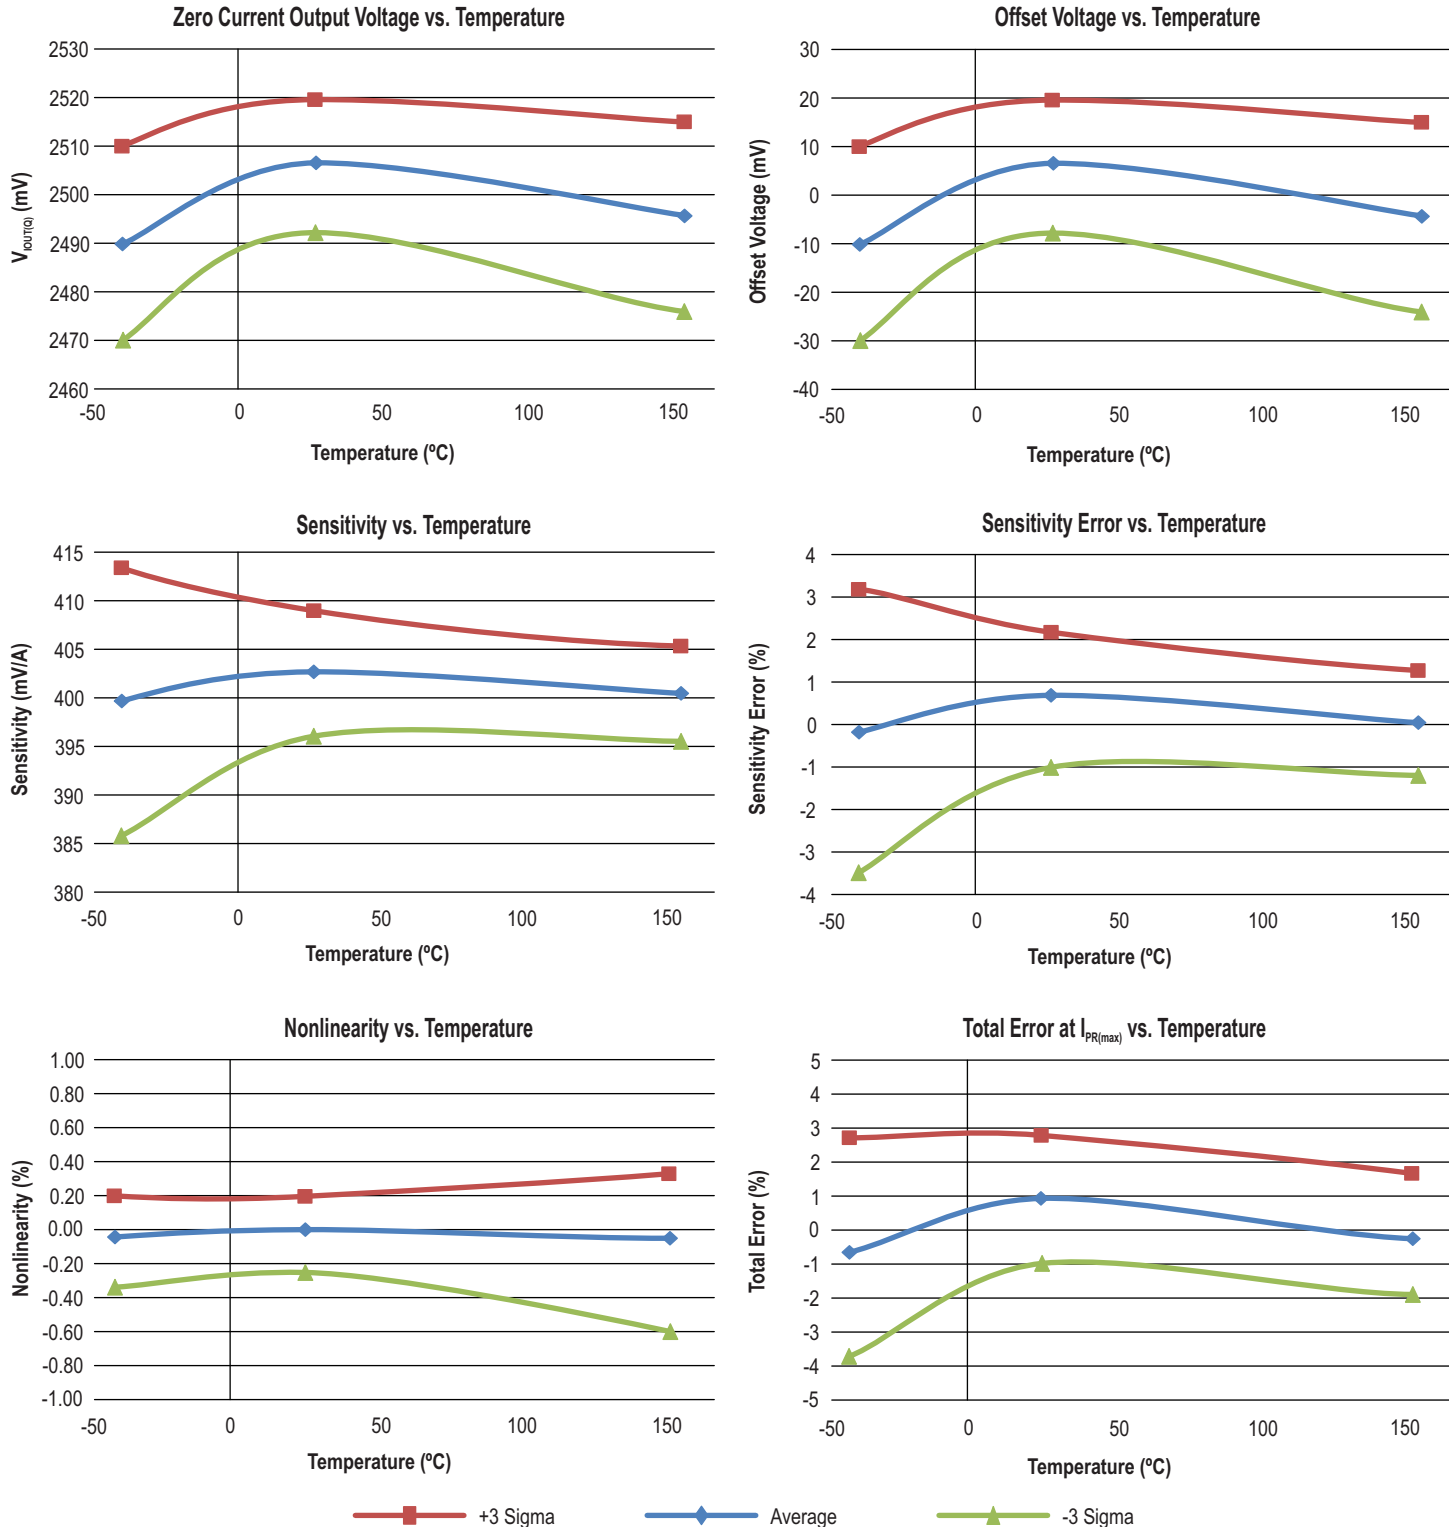 Zero Current Output Voltage vs. Temperature
2530
2520
2510
2500
2490
2480
2470
2460
VIOUT(Q) (mV)
-50 0 50 100 150
Temperature (ºC)
Offset Voltage vs. Temperature
30
20
10
0
-10
-20
-30
-40
Offset Voltage (mV)
-50 0 50 100 150
Temperature (ºC)
Sensitivity vs. Temperature
415
410
405
400
395
390
385
380
Sensitivity (mV/A)
-50 0 50 100 150
Temperature (ºC)
Sensitivity Error vs. Temperature
4
3
2
1
0
-1
-2
-3
-4
Sensitivity Error (%)
-50 0 50 100 150
Temperature (ºC)
Nonlinearity vs. Temperature
1.00
0.80
0.60
0.40
0.20
0.00
-0.20
-0.40
-0.60
-0.80
-1.00
Nonlinearity (%)
-50 0 50 100 150
Temperature (ºC)
Total Error at IPR(max) vs. Temperature
5
4
3
2
1
0
-1
-2
-3
-4
-5
Total Error (%)
-50 0 50 100 150
Temperature (ºC)
+3 Sigma Average -3 Sigma